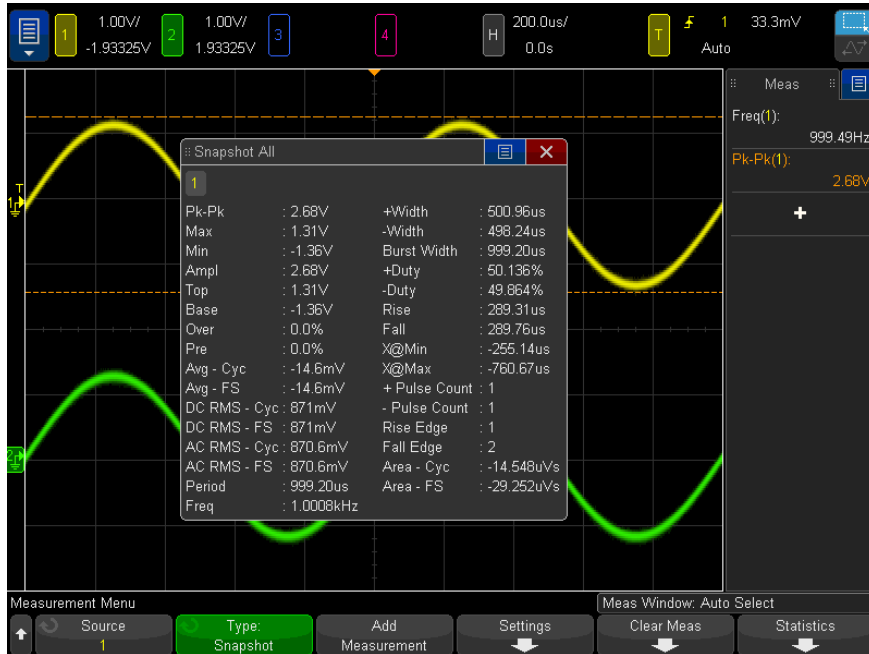 1 1.00V/ -1.93325V
2 1.00V/ 1.93325V
3
4
H 200.0us/ 0.0s
T 1 33.3mV Auto
Meas
Freq(1):
999.49Hz
Pk-Pk(1):
2.68V
+
Snapshot All
1
Pk-Pk : 2.68V +Width : 500.96us
Max : 1.31V -Width : 498.24us
Min : -1.36V Burst Width : 999.20us
Ampl : 2.68V +Duty : 50.136%
Top : 1.31V -Duty : 49.864%
Base : -1.36V Rise : 289.31us
Over : 0.0% Fall : 289.76us
Pre : 0.0% X@Min : -255.14us
Avg - Cyc : -14.6mV X@Max : -760.67us
Avg - FS : -14.6mV + Pulse Count : 1
DC RMS - Cyc : 871mV - Pulse Count : 1
DC RMS - FS : 871mV Rise Edge : 1
AC RMS - Cyc : 870.6mV Fall Edge : 2
AC RMS - FS : 870.6mV Area - Cyc : -14.548uVs
Period : 999.20us Area - FS : -29.252uVs
Freq : 1.0008kHz
T
1
2
Measurement Menu
Meas Window: Auto Select
Source
1
Type:
Snapshot
Add
Measurement
Settings
Clear Meas
Statistics